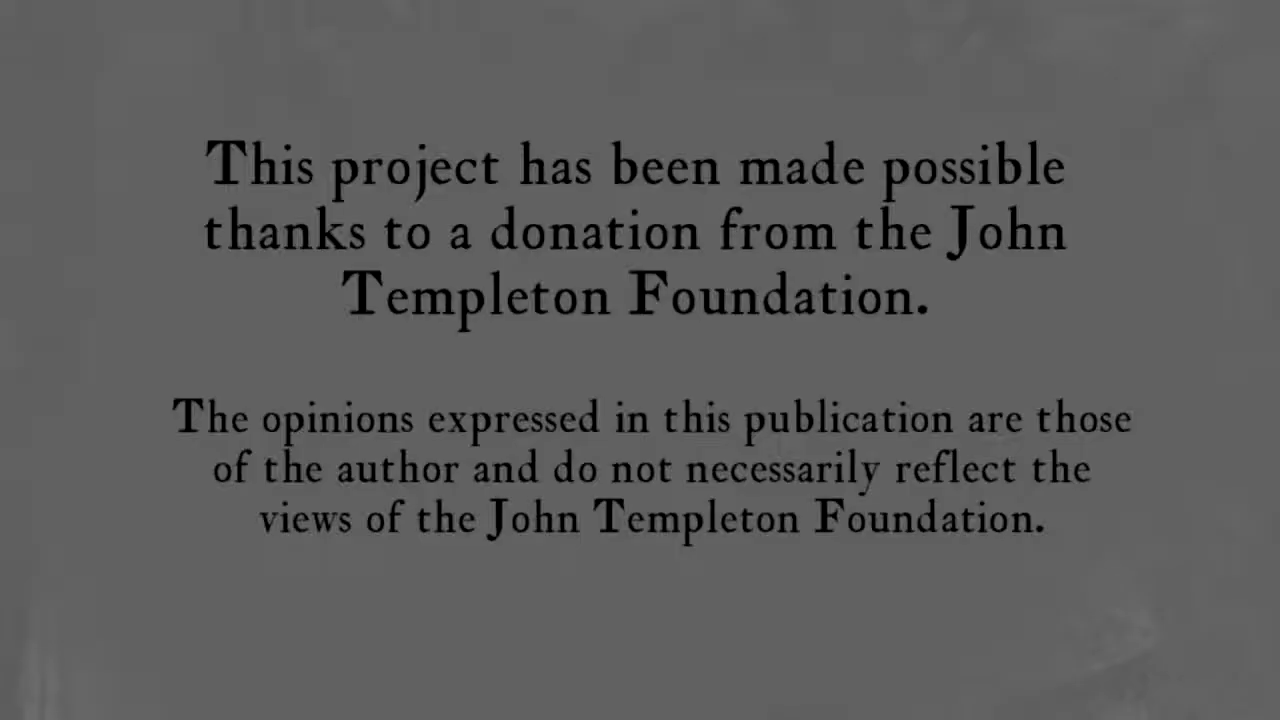 This project has been made possible
thanks to a donation from the John
Templeton Foundation.
The opinions expressed in this publication are those
of the author and do not necessarily reflect the
views of the John Templeton Foundation.